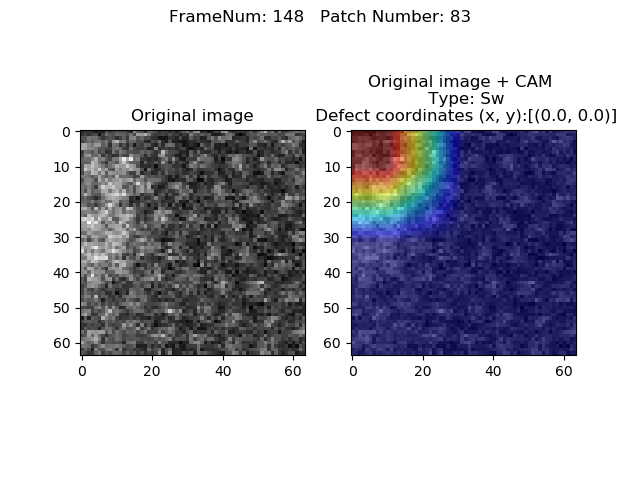 FrameNum: 148   Patch Number: 83
Original image
0
10
20
30
40
50
60
0 20 40 60
Original image + CAM
Type: Sw
Defect coordinates (x, y):[(0.0, 0.0)]
0
10
20
30
40
50
60
0 20 40 60